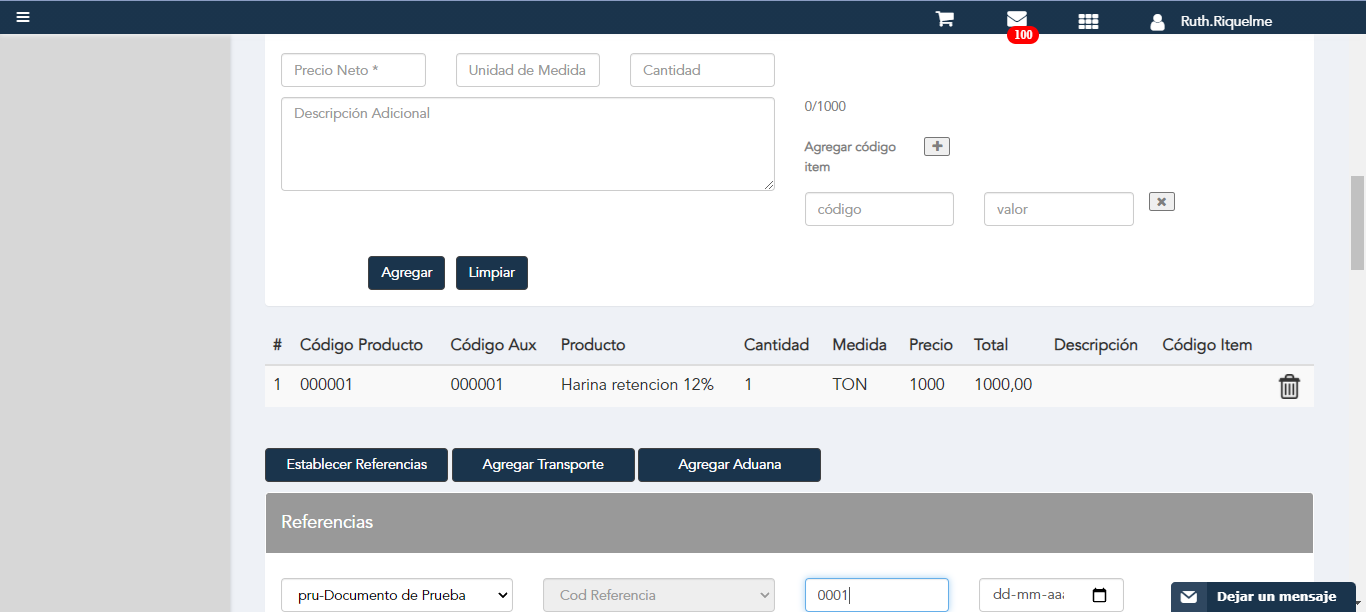 Ruth.Riquelme
100
Precio Neto *
Unidad de Medida
Cantidad
Descripción Adicional
0/1000
Agregar código
item
código
valor
Agregar
Limpiar
# Código Producto Código Aux Producto Cantidad Medida Precio Total Descripción Código Item
1 000001 000001 Harina retencion 12% 1 TON 1000 1000,00
Establecer Referencias
Agregar Transporte
Agregar Aduana
Referencias
pru-Documento de Prueba
Cod Referencia
0001
dd-mm-aaa
Dejar un mensaje